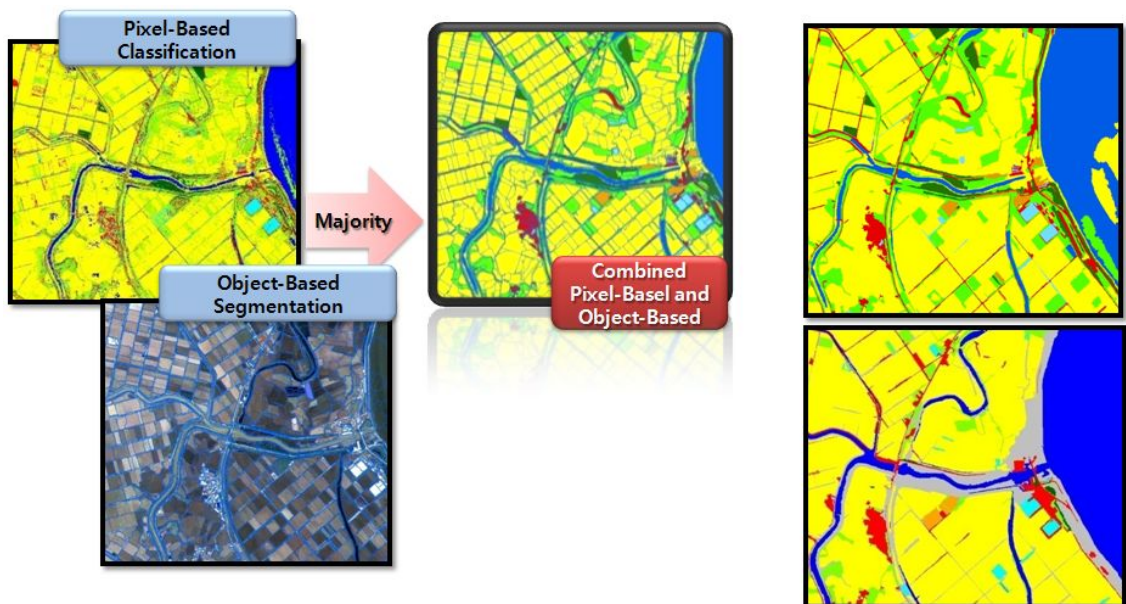 Pixel-Based
Classification
Object-Based
Segmentation
Majority
Combined
Pixel-Basel and
Object-Based